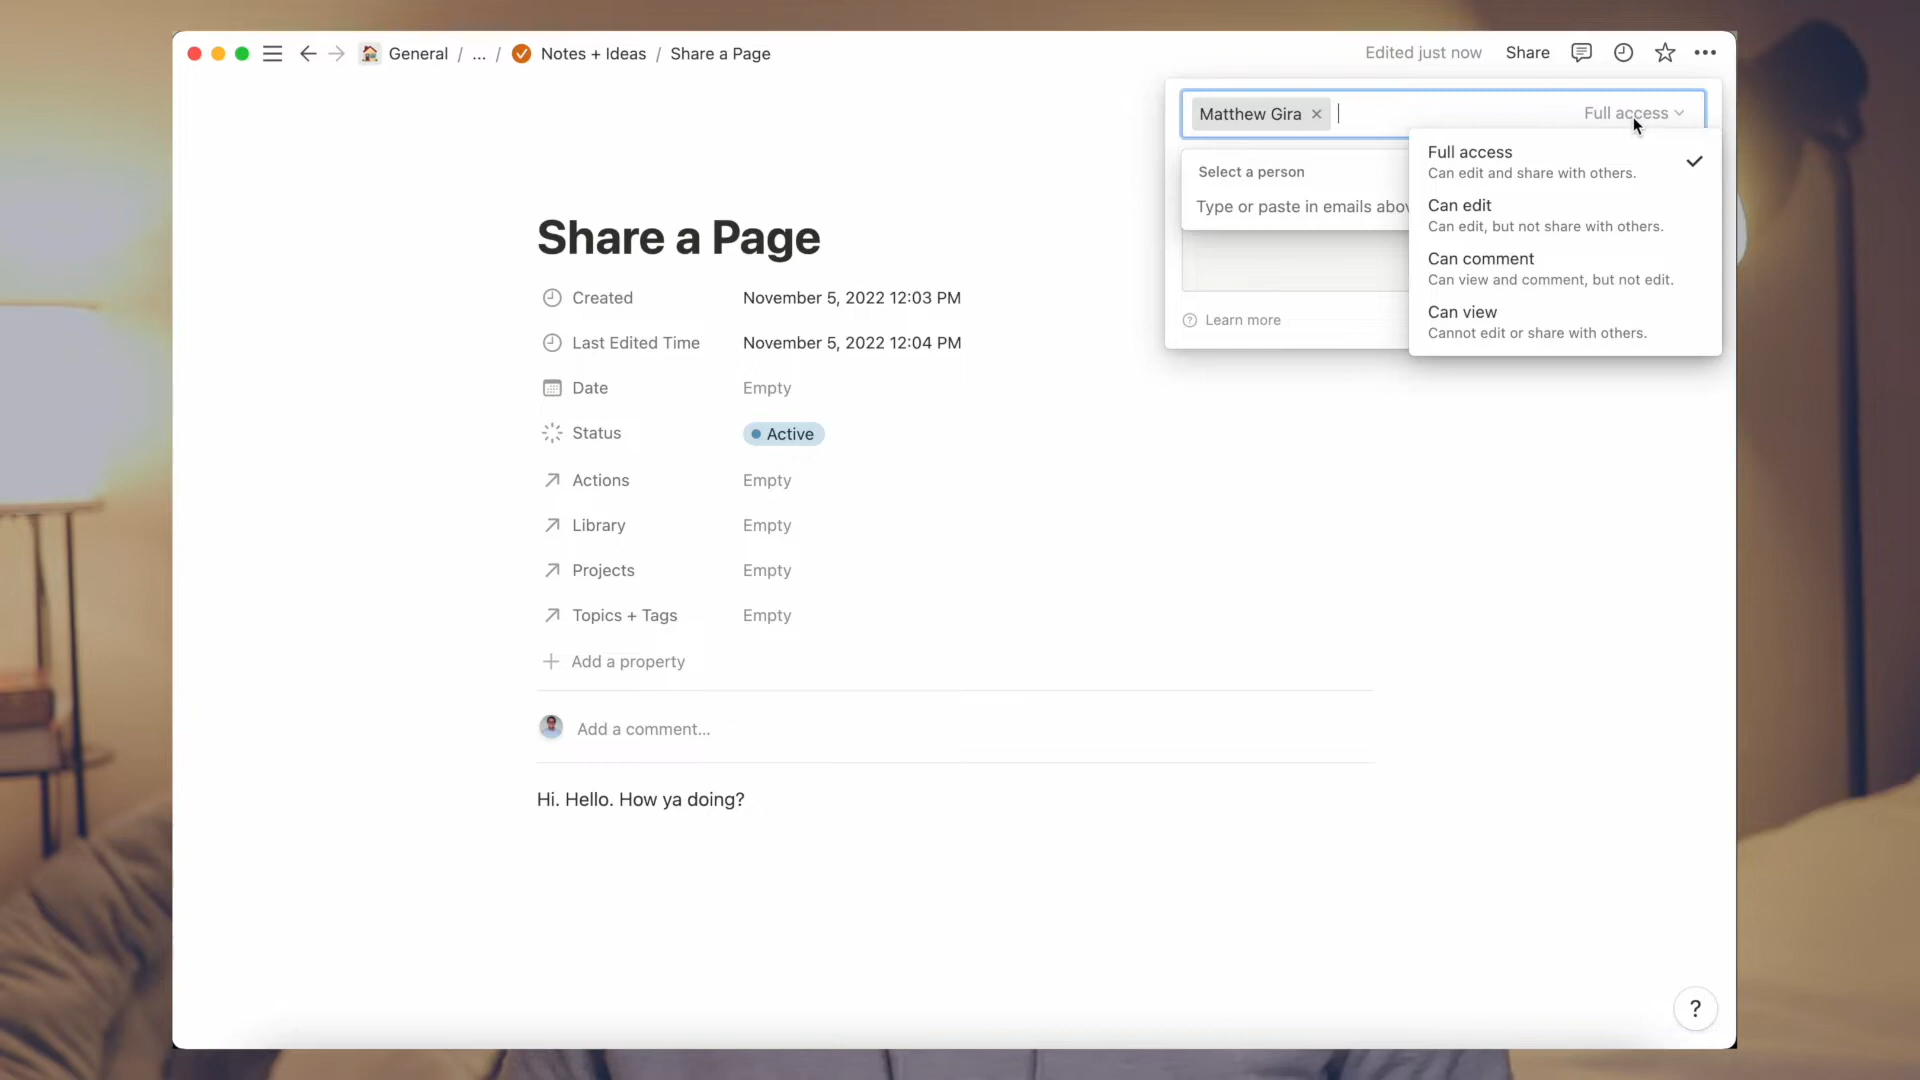 General / ... / Notes + Ideas / Share a Page
Edited just now Share
Matthew Gira × Full access
Select a person
Type or paste in emails abov
Learn more
Full access
Can edit and share with others.
Can edit
Can edit, but not share with others.
Can comment
Can view and comment, but not edit.
Can view
Cannot edit or share with others.
Share a Page
Created November 5, 2022 12:03 PM
Last Edited Time November 5, 2022 12:04 PM
Date Empty
Status Active
Actions Empty
Library Empty
Projects Empty
Topics + Tags Empty
Add a property
Add a comment...
Hi. Hello. How ya doing?
?